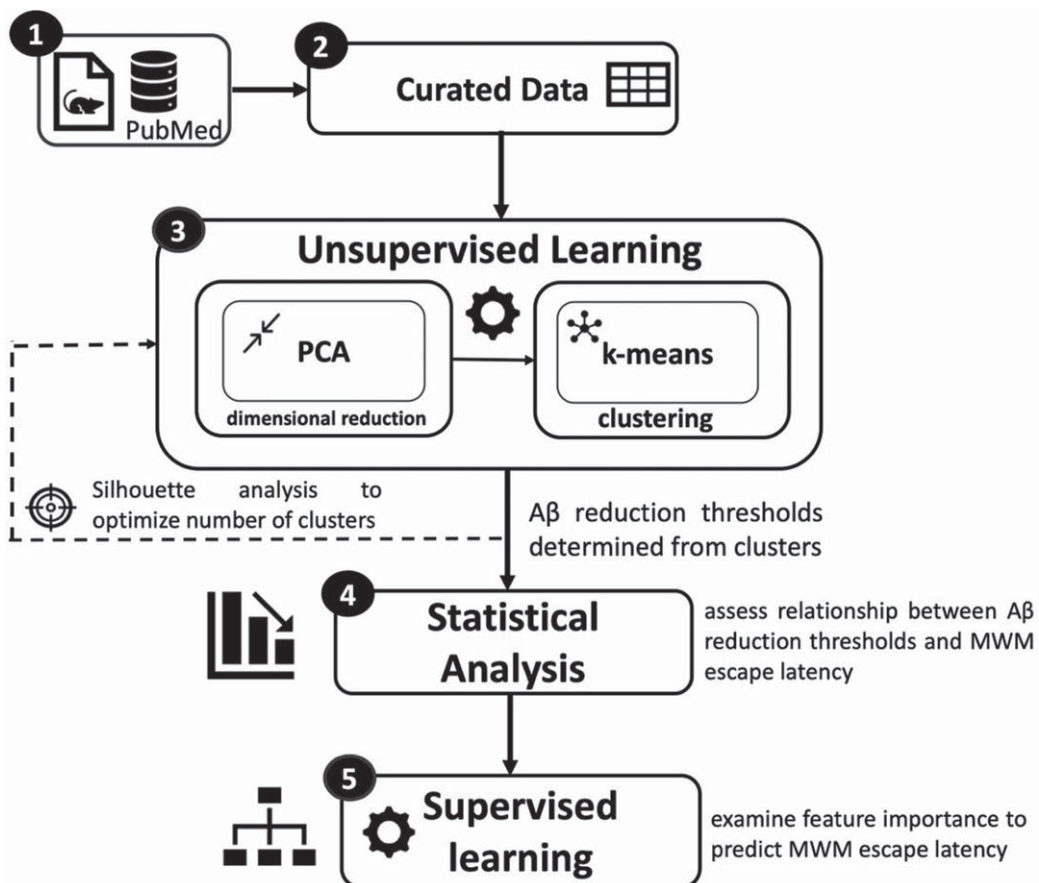 1
PubMed
2
Curated Data
3
Unsupervised Learning
PCA
dimensional reduction
k-means
clustering
Silhouette analysis to
optimize number of clusters
Aβ reduction thresholds
determined from clusters
4
Statistical
Analysis
assess relationship between Aβ
reduction thresholds and MWM
escape latency
5
Supervised
learning
examine feature importance to
predict MWM escape latency